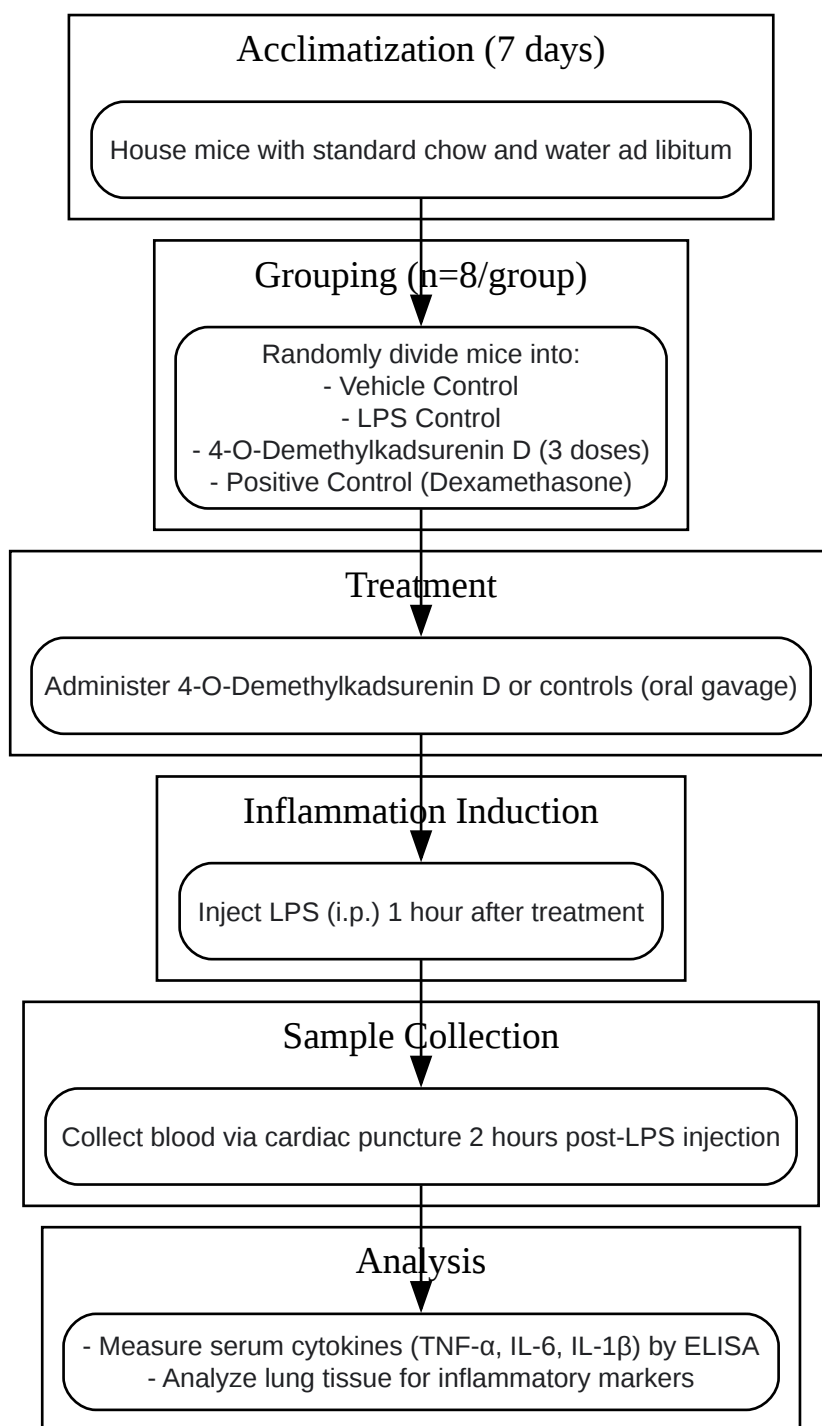 Acclimatization (7 days)
House mice with standard chow and water ad libitum
Grouping (n=8/group)
Randomly divide mice into:
- Vehicle Control
- LPS Control
- 4-O-Demethylkadsurenin D (3 doses)
- Positive Control (Dexamethasone)
Treatment
Administer 4-O-Demethylkadsurenin D or controls (oral gavage)
Inflammation Induction
Inject LPS (i.p.) 1 hour after treatment
Sample Collection
Collect blood via cardiac puncture 2 hours post-LPS injection
Analysis
- Measure serum cytokines (TNF-α, IL-6, IL-1β) by ELISA
- Analyze lung tissue for inflammatory markers